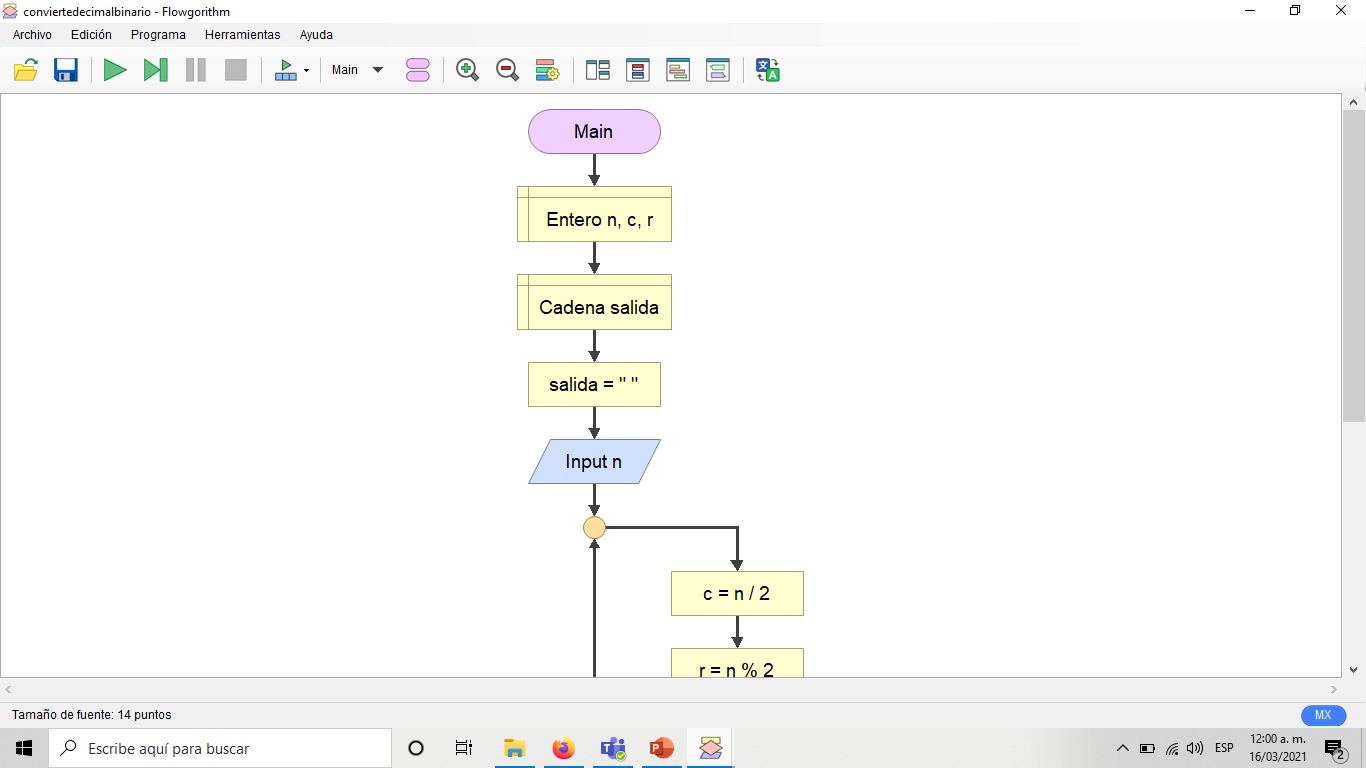 conviertedecimalbinario - Flowgorithm
Archivo Edición Programa Herramientas Ayuda
Main
Main
Entero n, c, r
Cadena salida
salida = " "
Input n
c = n / 2
r = n % 2
Tamaño de fuente: 14 puntos
MX
Escribe aquí para buscar
ESP
12:00 a. m.
16/03/2021
2